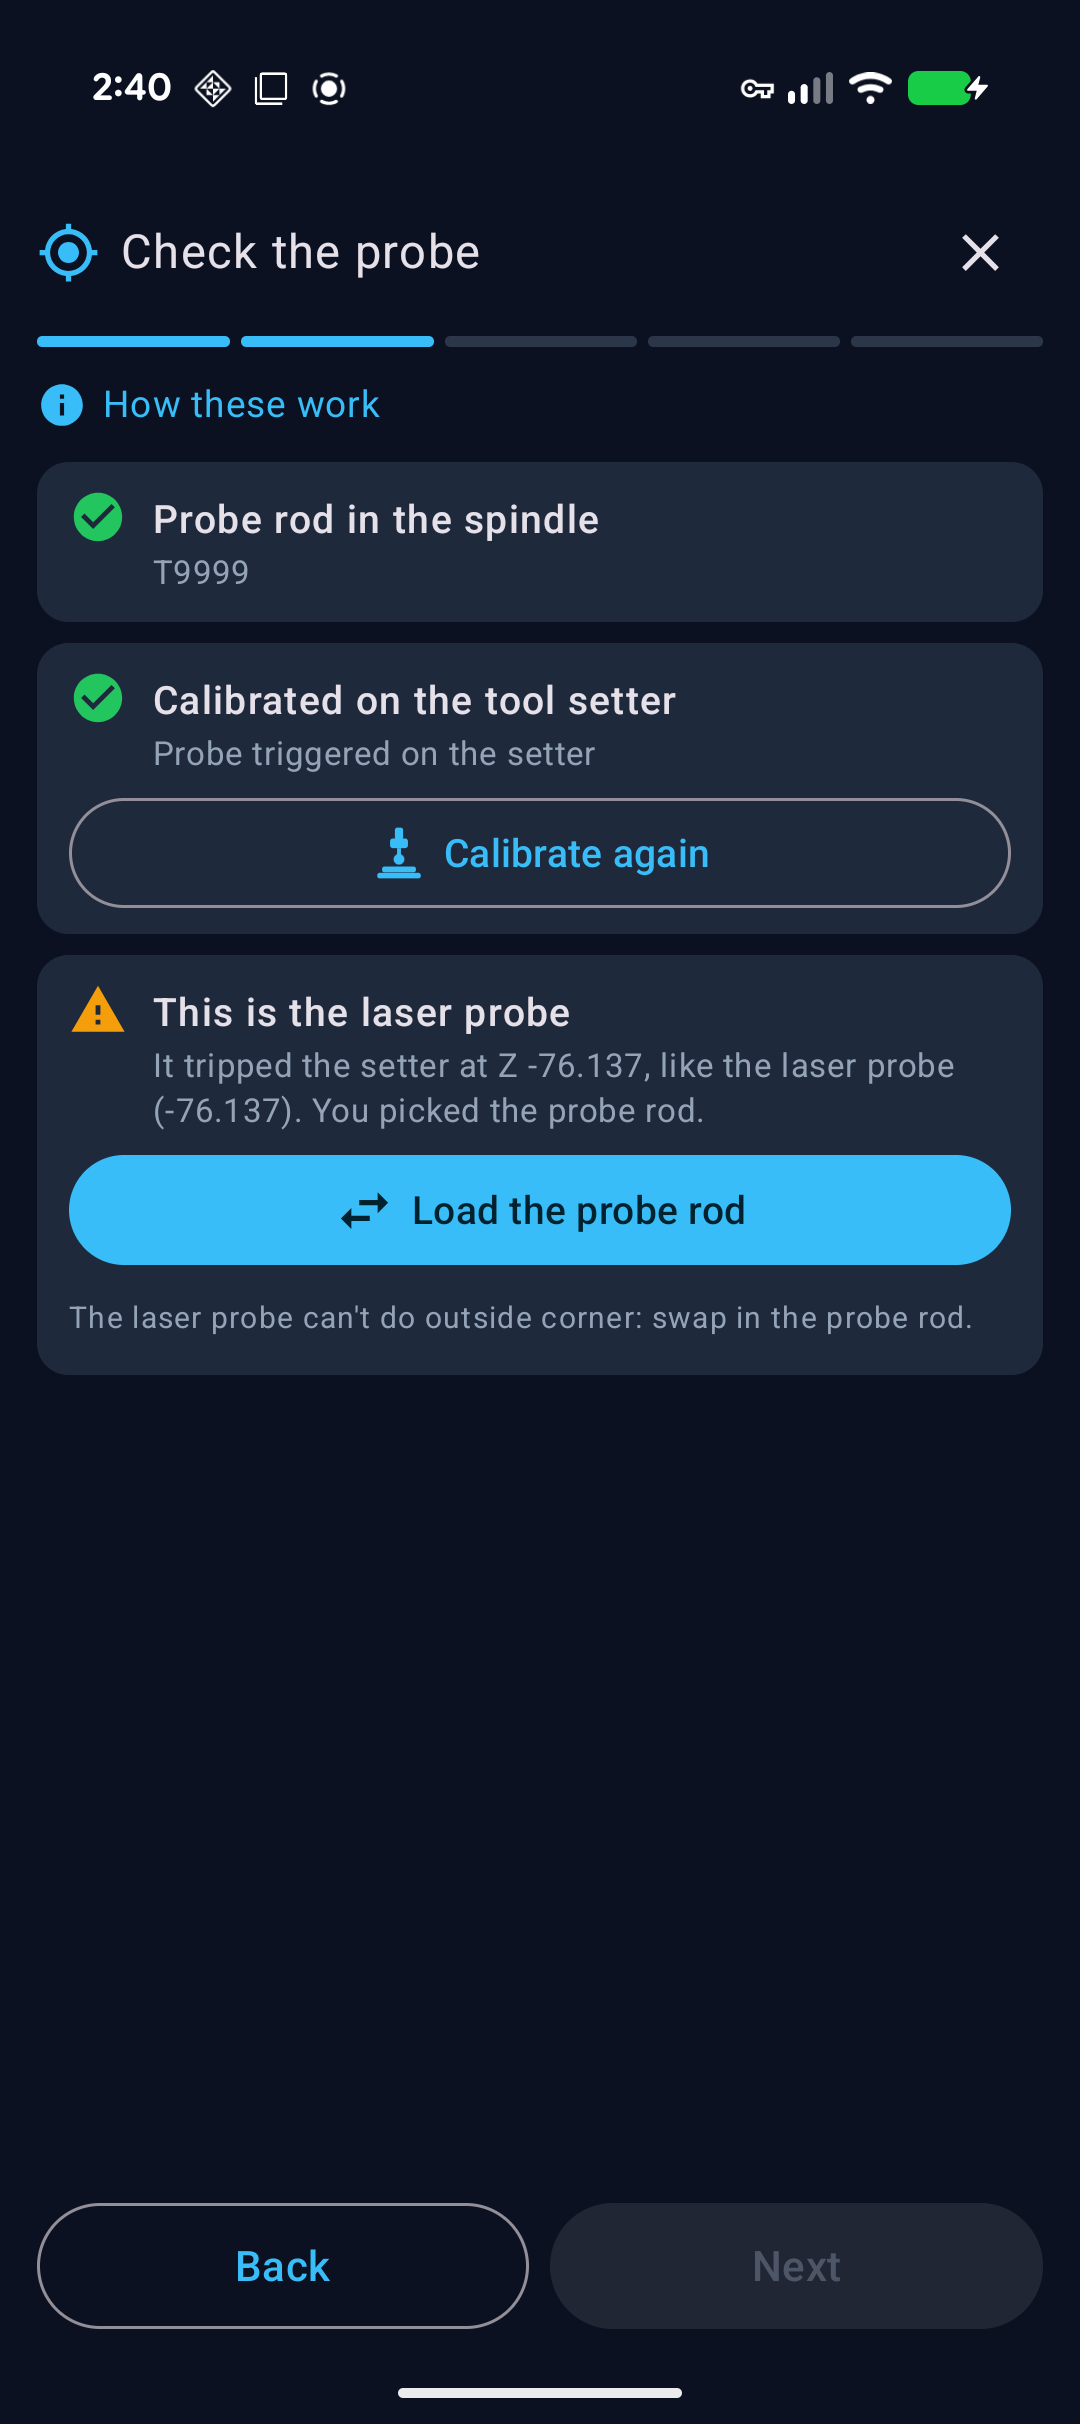 2:40
Check the probe
How these work
Probe rod in the spindle
T9999
Calibrated on the tool setter
Probe triggered on the setter
Calibrate again
This is the laser probe
It tripped the setter at Z -76.137, like the laser probe
(-76.137). You picked the probe rod.
Load the probe rod
The laser probe can't do outside corner: swap in the probe rod.
Back
Next